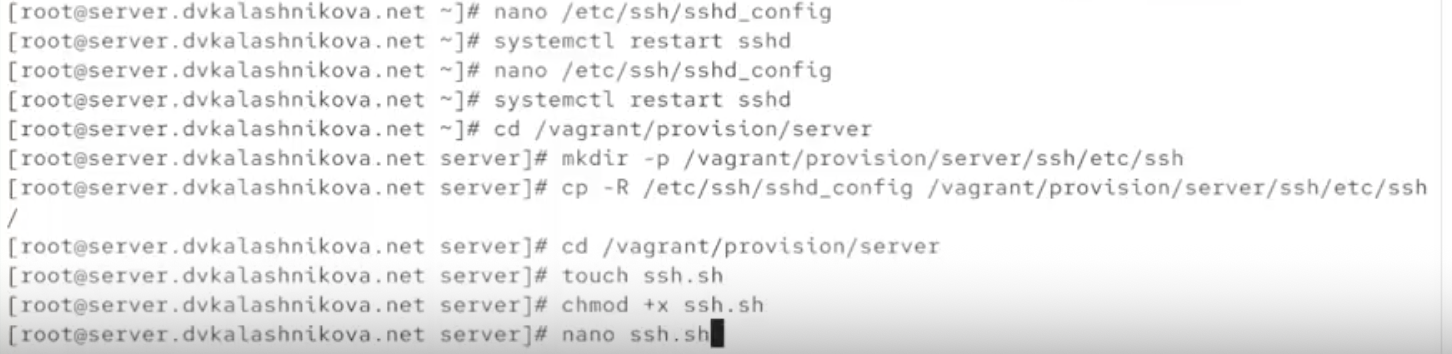 [root@server.dvkalashnikova.net ~]# nano /etc/ssh/sshd_config
[root@server.dvkalashnikova.net ~]# systemctl restart sshd
[root@server.dvkalashnikova.net ~]# nano /etc/ssh/sshd_config
[root@server.dvkalashnikova.net ~]# systemctl restart sshd
[root@server.dvkalashnikova.net ~]# cd /vagrant/provision/server
[root@server.dvkalashnikova.net server]# mkdir -p /vagrant/provision/server/ssh/etc/ssh
[root@server.dvkalashnikova.net server]# cp -R /etc/ssh/sshd_config /vagrant/provision/server/ssh/etc/ssh
/
[root@server.dvkalashnikova.net server]# cd /vagrant/provision/server
[root@server.dvkalashnikova.net server]# touch ssh.sh
[root@server.dvkalashnikova.net server]# chmod +x ssh.sh
[root@server.dvkalashnikova.net server]# nano ssh.sh